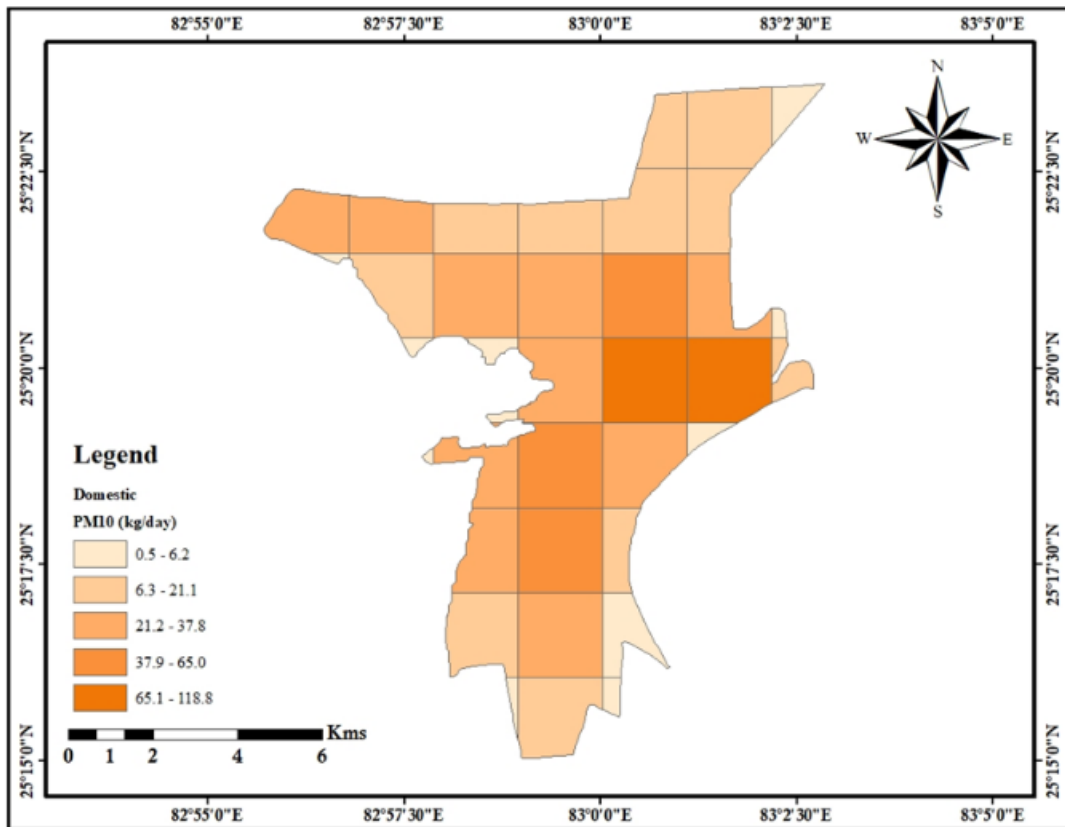 82°55'0"E 82°57'30"E 83°0'0"E 83°2'30"E 83°5'0"E
N
W E
S
25°22'30"N 25°22'30"N
25°20'0"N 25°20'0"N
25°17'30"N 25°17'30"N
25°15'0"N 25°15'0"N
Legend
Domestic
PM10 (kg/day)
0.5 - 6.2
6.3 - 21.1
21.2 - 37.8
37.9 - 65.0
65.1 - 118.8
Kms
0 1 2 4 6
82°55'0"E 82°57'30"E 83°0'0"E 83°2'30"E 83°5'0"E